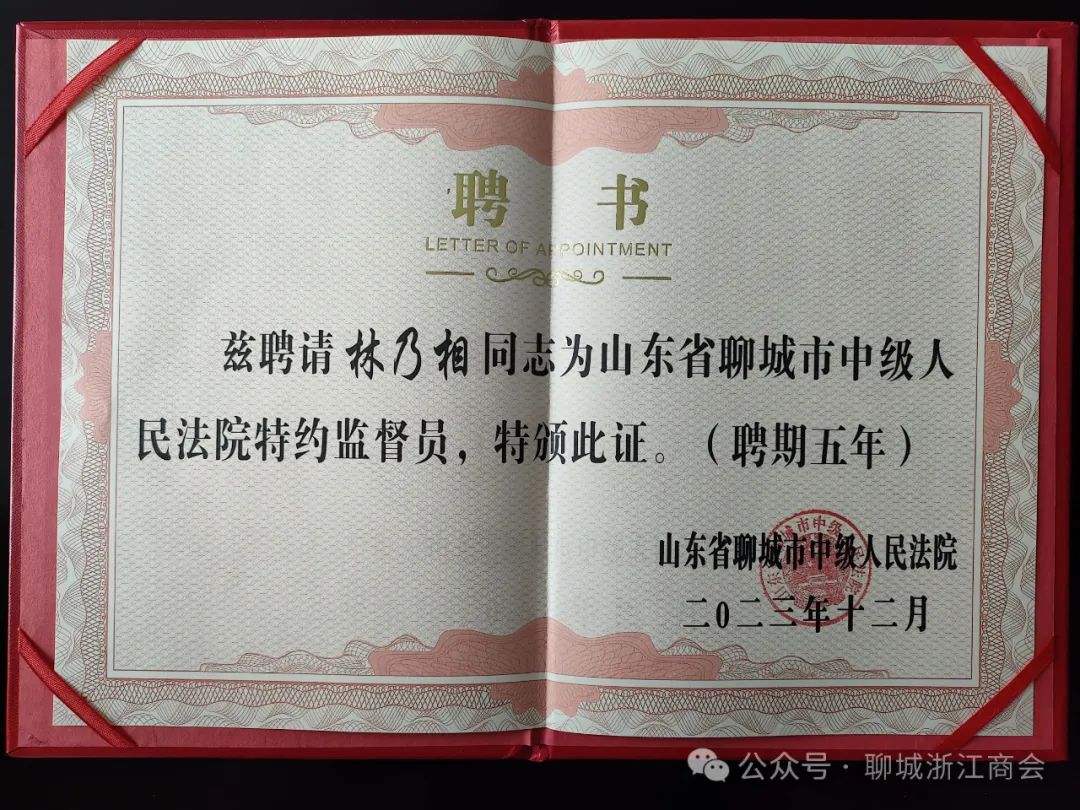 聘 书
LETTER OF APPOINTMENT
兹聘请林乃相同志为山东省聊城市中级人
民法院特约监督员，特颁此证。（聘期五年）
山东省聊城市中级人民法院
二〇二三年十二月
公众号·聊城浙江商会